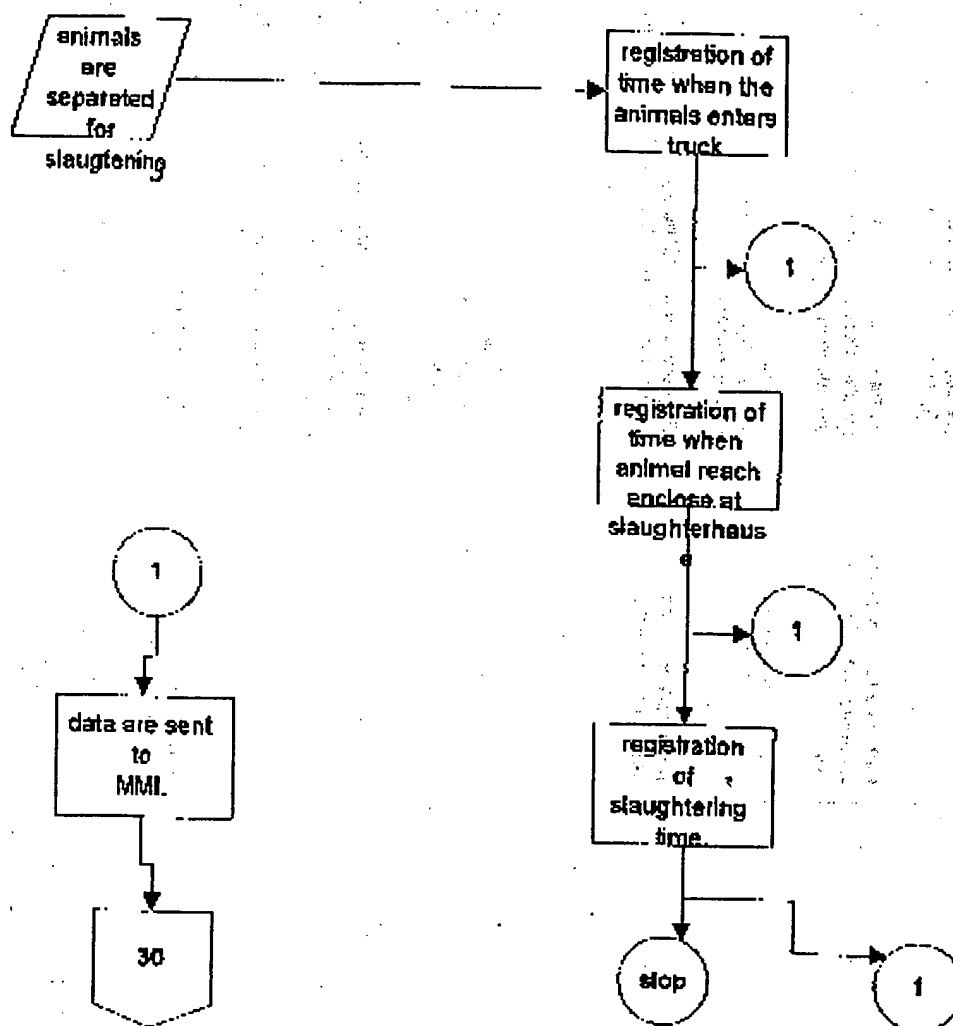 animals
are
separated
for
slaugtening
registration of
time when the
animals enters
truck
1
registration of
time when
animal reach
enclose at
slaughterhaus
e
1
1
data are sent
to
MMI.
30
registration
of
slaughtering
time.
stop
1